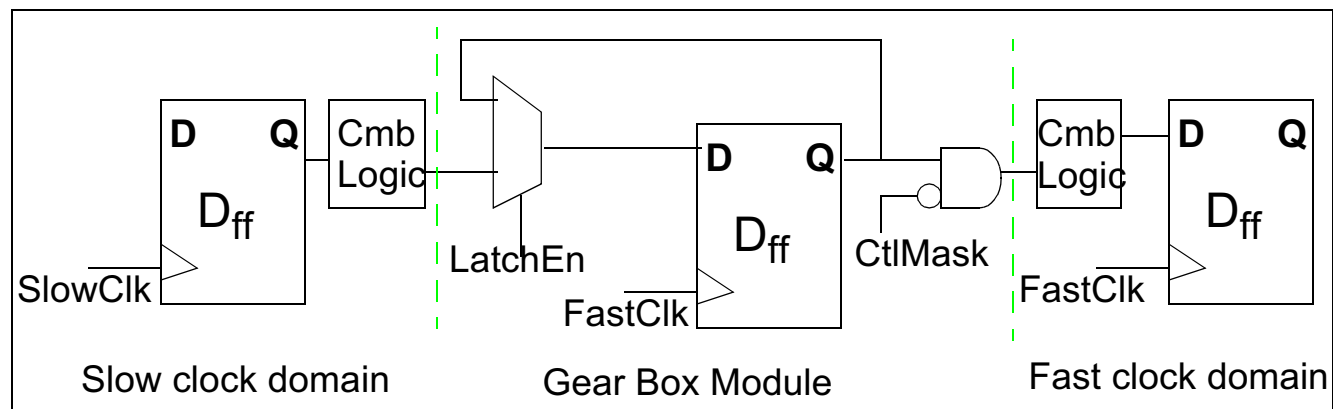 D Q
Dff
SlowClk
Cmb
Logic
LatchEn
D Q
Dff
FastClk
CtlMask
Cmb
Logic
D Q
Dff
FastClk
Slow clock domain
Gear Box Module
Fast clock domain